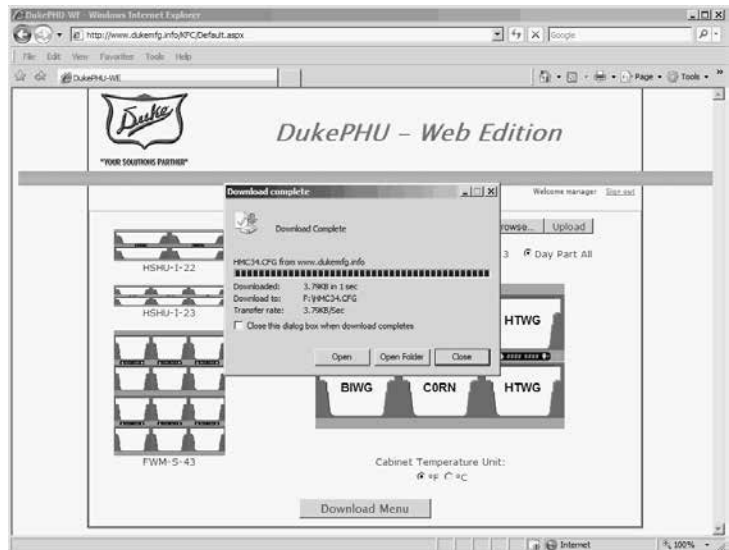 DukePHU-WE - Windows Internet Explorer
http://www.dukemfg.info/KFC/Default.aspx
Google
File Edit View Favorites Tools Help
DukePHU-WE
Page Tools
Duke
"YOUR SOLUTIONS PARTNER"
DukePHU – Web Edition
Welcome manager Sign out
Download complete
Download Complete
rowse... Upload
3 Day Part All
HMC34.CFG from www.dukemfg.info
Downloaded: 3.79KB in 1 sec
Download to: F:\HMC34.CFG
Transfer rate: 3.79KB/Sec
Close this dialog box when download completes
Open Open Folder Close
HSHU-I-22
HSHU-I-23
FWM-S-43
HTWG
BIWG C0RN HTWG
Cabinet Temperature Unit:
°F °C
Download Menu
Internet 100%